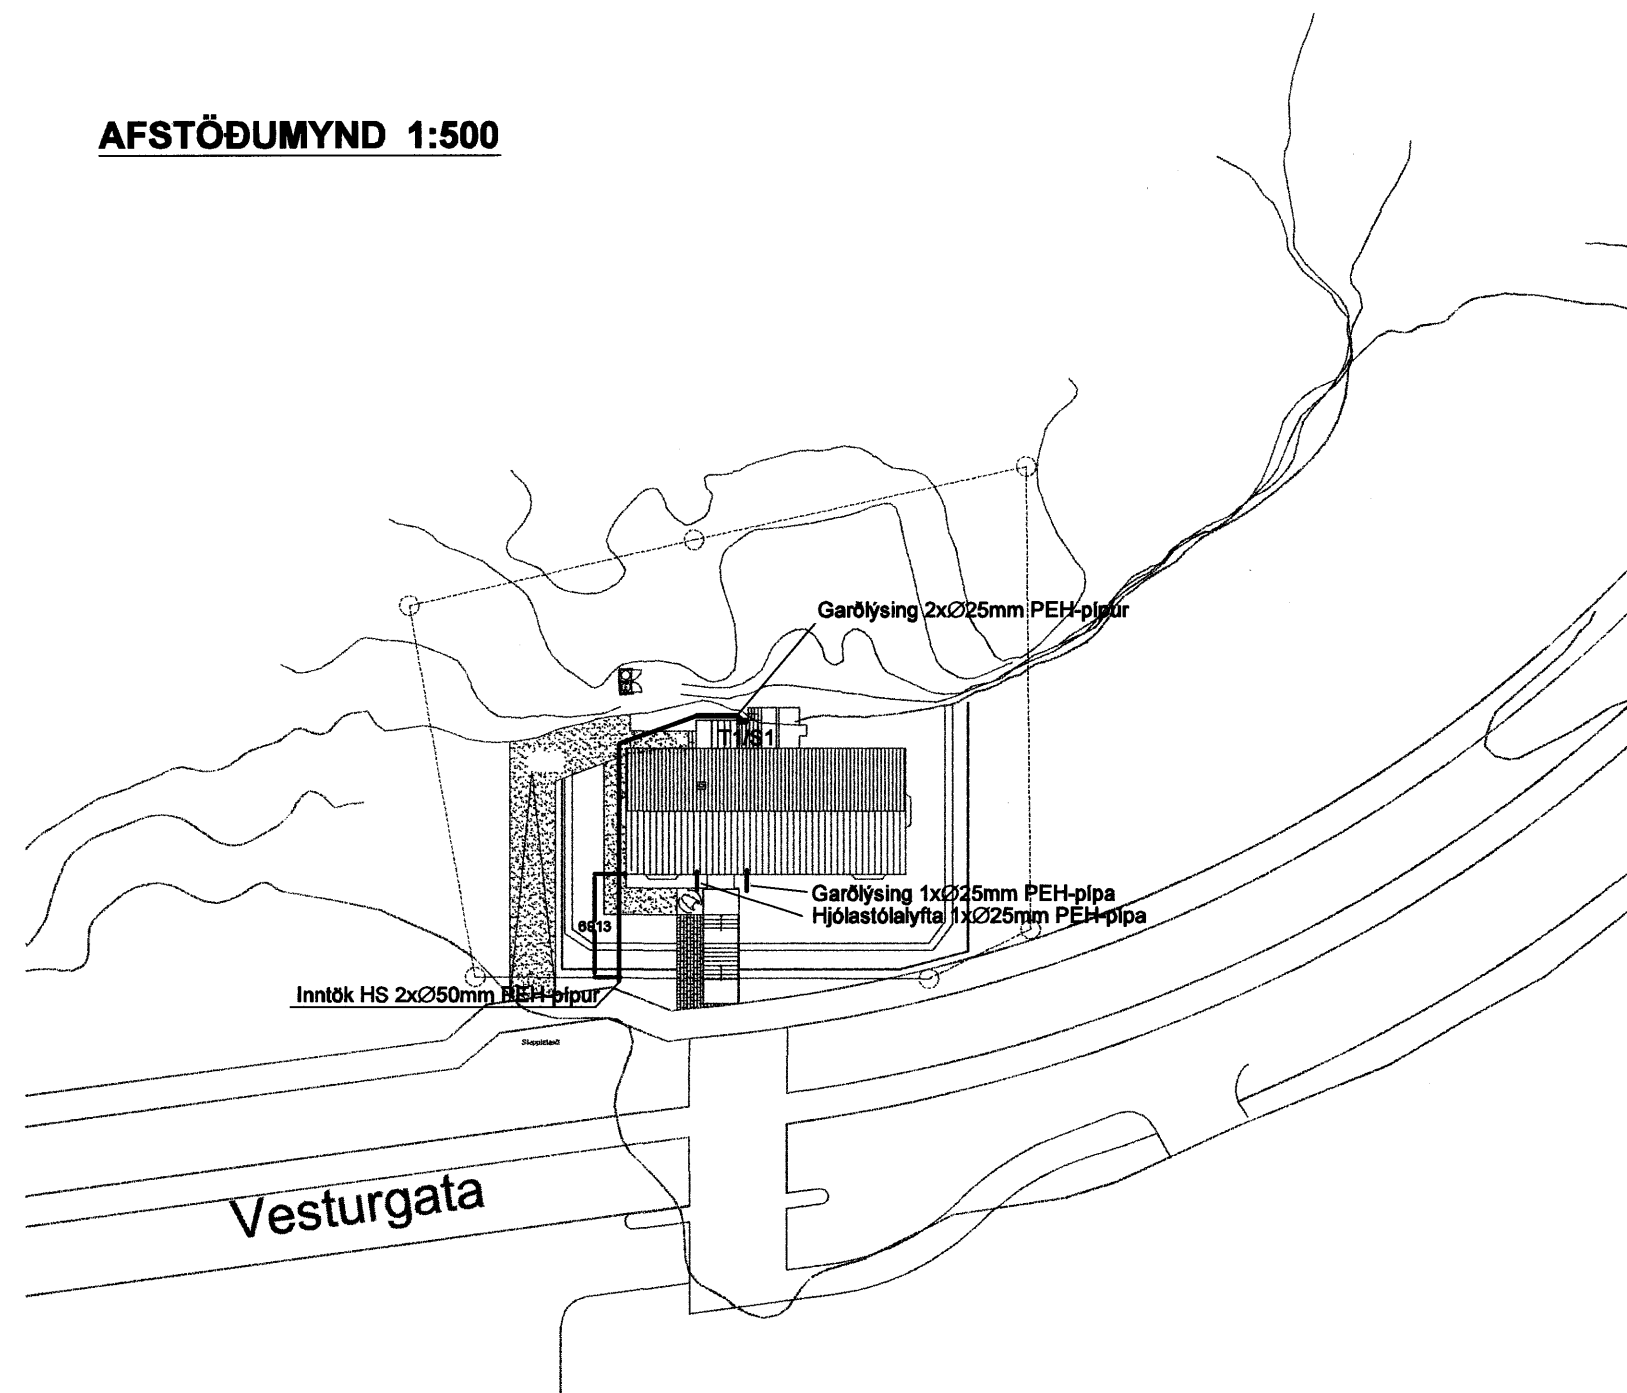 AFSTÖÐUMYND 1:500
Garðlýsing 2xØ25mm PEH-pípur
T1/S1
Garðlýsing 1xØ25mm PEH-pípa
Hjólastólalyfta 1xØ25mm PEH-pípa
6913
Inntök HS 2xØ50mm PEH-pípur
Vesturgata